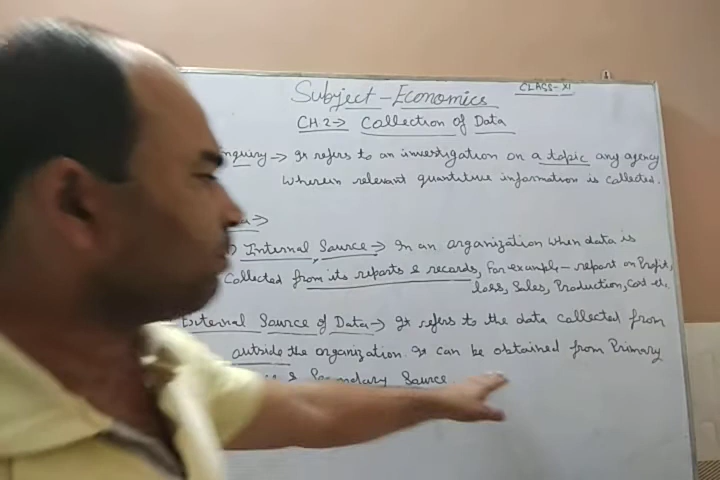 Subject - Economics
CLASS-XI
CH.2→ Collection of Data
nquiry → It refers to an investigation on a topic any agency
Wherein relevant quantitive information is collected.
Internal Source → In an organization when data is
Collected from its reports & records, For example - report on Profit,
loss, Sales, Production, Cost etc.
External Source of Data → It refers to the data collected from
outside the organization. It can be obtained from Primary
& Secondary Source.